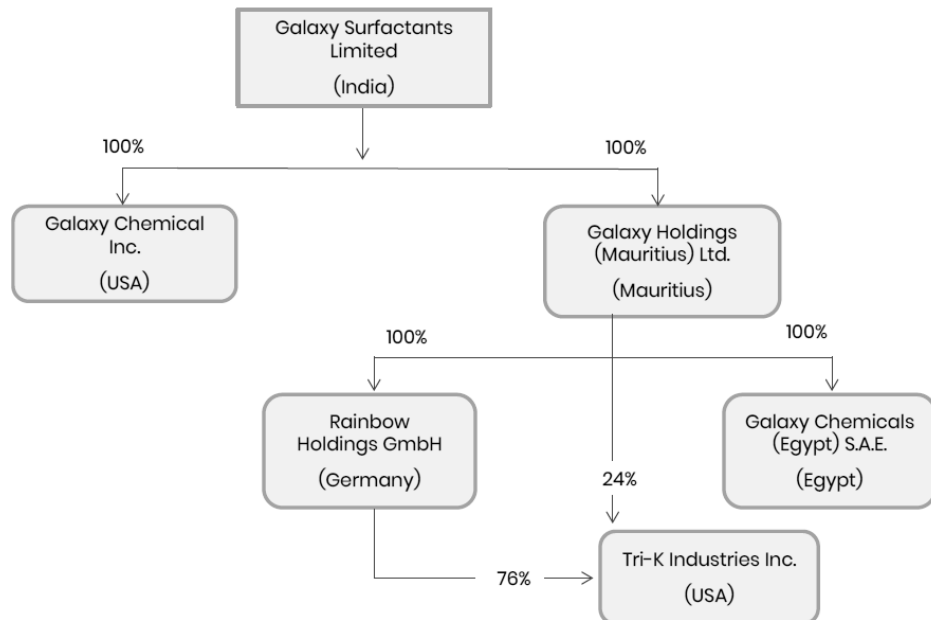 Galaxy Surfactants
Limited
(India)
100%
100%
Galaxy Chemical
Inc.
(USA)
Galaxy Holdings
(Mauritius) Ltd.
(Mauritius)
100%
100%
Rainbow
Holdings GmbH
(Germany)
Galaxy Chemicals
(Egypt) S.A.E.
(Egypt)
24%
76%
Tri-K Industries Inc.
(USA)